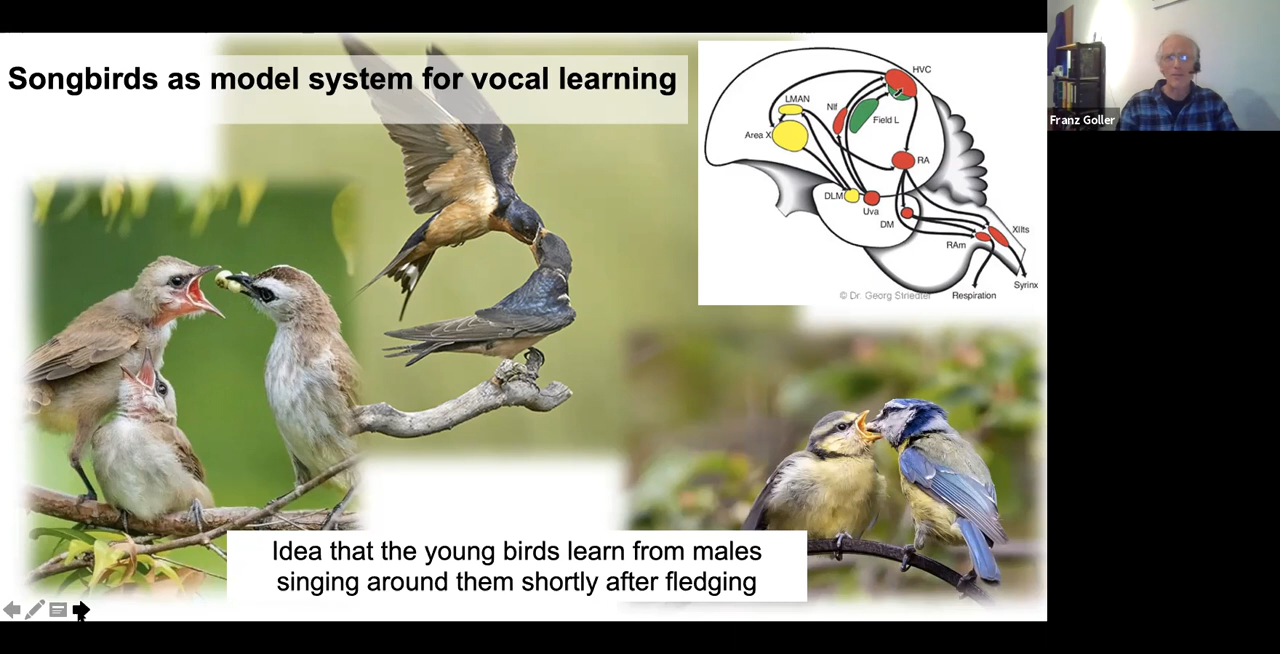 Songbirds as model system for vocal learning
HVC
LMAN
NIf
Field L
Area X
RA
DLM
Uva
DM
RAm
XIIts
Syrinx
Respiration
© Dr. Georg Striedter
Idea that the young birds learn from males
singing around them shortly after fledging
Franz Goller